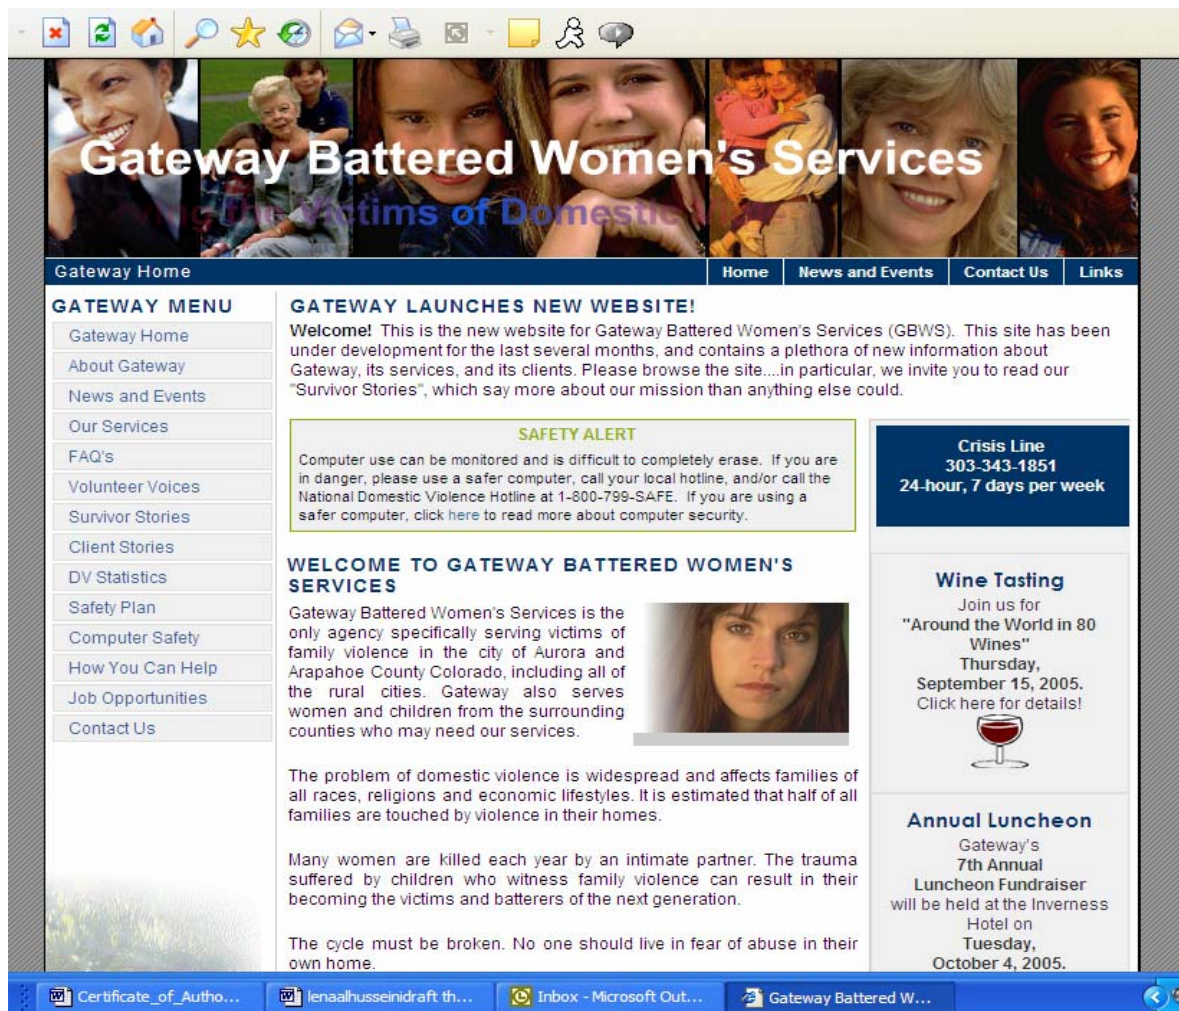 Gateway Battered Women's Services
the Victims of Domestic
Gateway Home
Home
News and Events
Contact Us
Links
GATEWAY MENU
Gateway Home
About Gateway
News and Events
Our Services
FAQ's
Volunteer Voices
Survivor Stories
Client Stories
DV Statistics
Safety Plan
Computer Safety
How You Can Help
Job Opportunities
Contact Us
GATEWAY LAUNCHES NEW WEBSITE!
Welcome! This is the new website for Gateway Battered Women's Services (GBWS). This site has been
under development for the last several months, and contains a plethora of new information about
Gateway, its services, and its clients. Please browse the site....in particular, we invite you to read our
"Survivor Stories", which say more about our mission than anything else could.
SAFETY ALERT
Computer use can be monitored and is difficult to completely erase. If you are
in danger, please use a safer computer, call your local hotline, and/or call the
National Domestic Violence Hotline at 1-800-799-SAFE. If you are using a
safer computer, click here to read more about computer security.
WELCOME TO GATEWAY BATTERED WOMEN'S
SERVICES
Gateway Battered Women's Services is the
only agency specifically serving victims of
family violence in the city of Aurora and
Arapahoe County Colorado, including all of
the rural cities. Gateway also serves
women and children from the surrounding
counties who may need our services.
The problem of domestic violence is widespread and affects families of
all races, religions and economic lifestyles. It is estimated that half of all
families are touched by violence in their homes.
Many women are killed each year by an intimate partner. The trauma
suffered by children who witness family violence can result in their
becoming the victims and batterers of the next generation.
The cycle must be broken. No one should live in fear of abuse in their
own home.
Crisis Line
303-343-1851
24-hour, 7 days per week
Wine Tasting
Join us for
"Around the World in 80
Wines"
Thursday,
September 15, 2005.
Click here for details!
Annual Luncheon
Gateway's
7th Annual
Luncheon Fundraiser
will be held at the Inverness
Hotel on
Tuesday,
October 4, 2005.
Certificate_of_Autho...
lenaalhusseinidraft th...
Inbox - Microsoft Out...
Gateway Battered W...